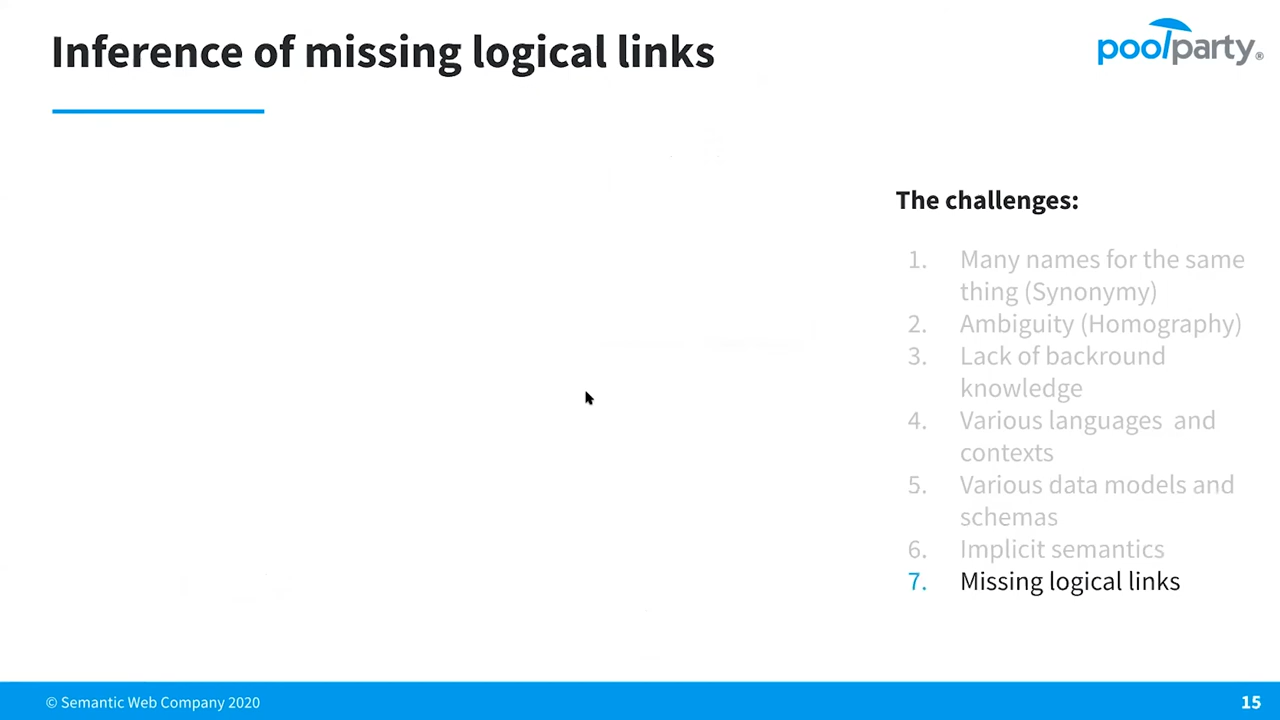 Inference of missing logical links
poolparty®
The challenges:
1. Many names for the same
thing (Synonymy)
2. Ambiguity (Homography)
3. Lack of backround
knowledge
4. Various languages and
contexts
5. Various data models and
schemas
6. Implicit semantics
7. Missing logical links
© Semantic Web Company 2020
15